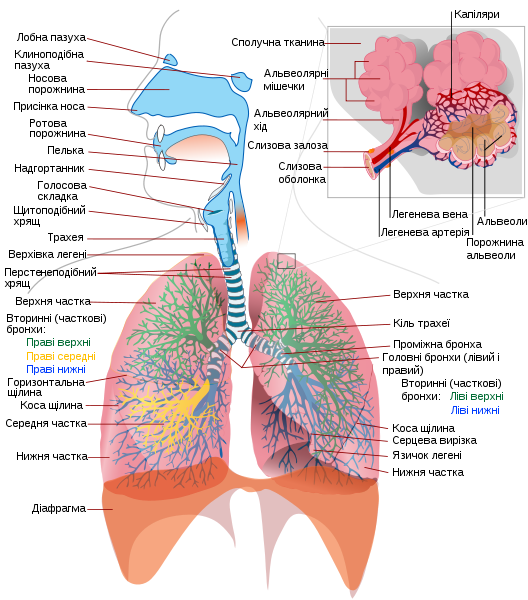 Лобна пазуха
Клиноподібна
пазуха
Носова
порожнина
Присінка носа
Ротова
порожнина
Пелька
Надгортанник
Голосова
складка
Щитоподібний
хрящ
Трахея
Верхівка легені
Перстенеподібний
хрящ
Верхня частка
Вторинні (часткові)
бронхи:
Праві верхні
Праві середні
Праві нижні
Горизонтальна
щілина
Коса щілина
Середня частка
Нижня частка
Діафрагма
Капіляри
Сполучна тканина
Альвеолярні
мішечки
Альвеолярний
хід
Слизова залоза
Слизова
оболонка
Легенева вена
Легенева артерія
Альвеоли
Порожнина
альвеоли
Верхня частка
Кіль трахеї
Проміжна бронха
Головні бронхи (лівий і
правий)
Вторинні (часткові)
бронхи: Ліві верхні
Ліві нижні
Коса щілина
Серцева вирізка
Язичок легені
Нижня частка